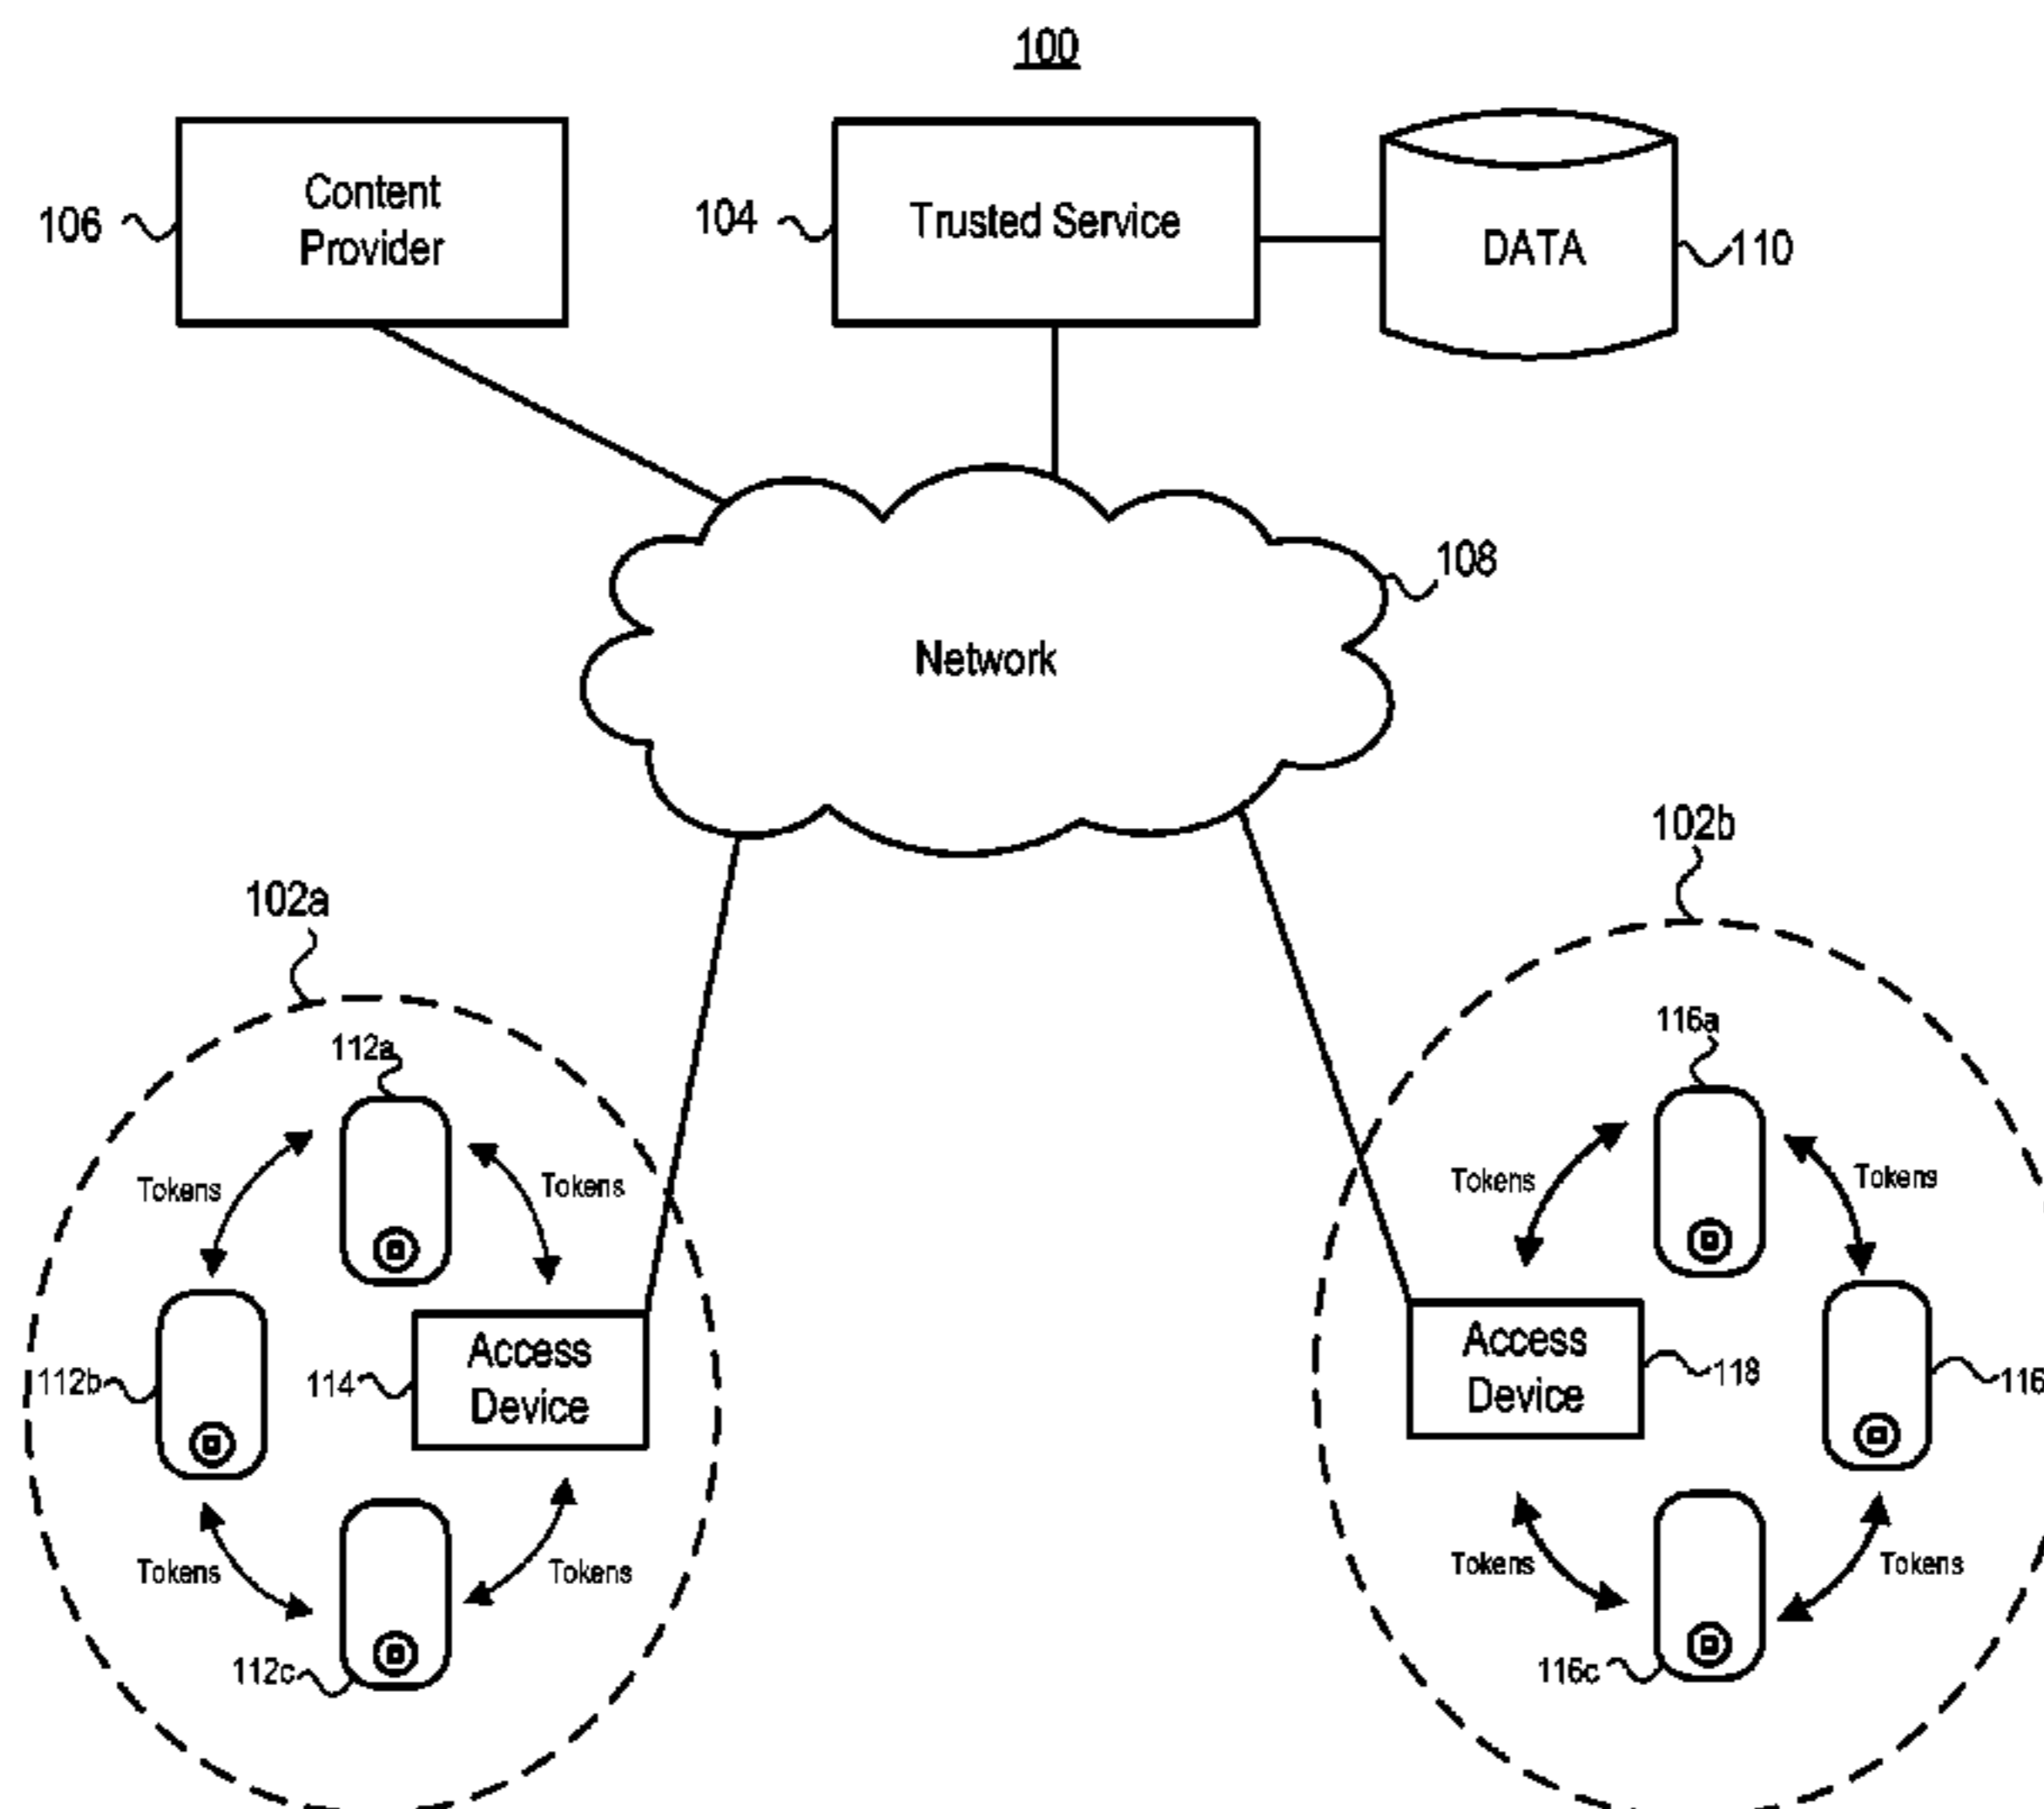 100
Content
Provider
106
Trusted Service
104
DATA
110
108
Network
102b
102a
116a
112a
Tokens
Tokens
Tokens
Tokens
Access
Device
114
112b
Access
Device
118
116
Tokens
Tokens
Tokens
Tokens
112c
116c